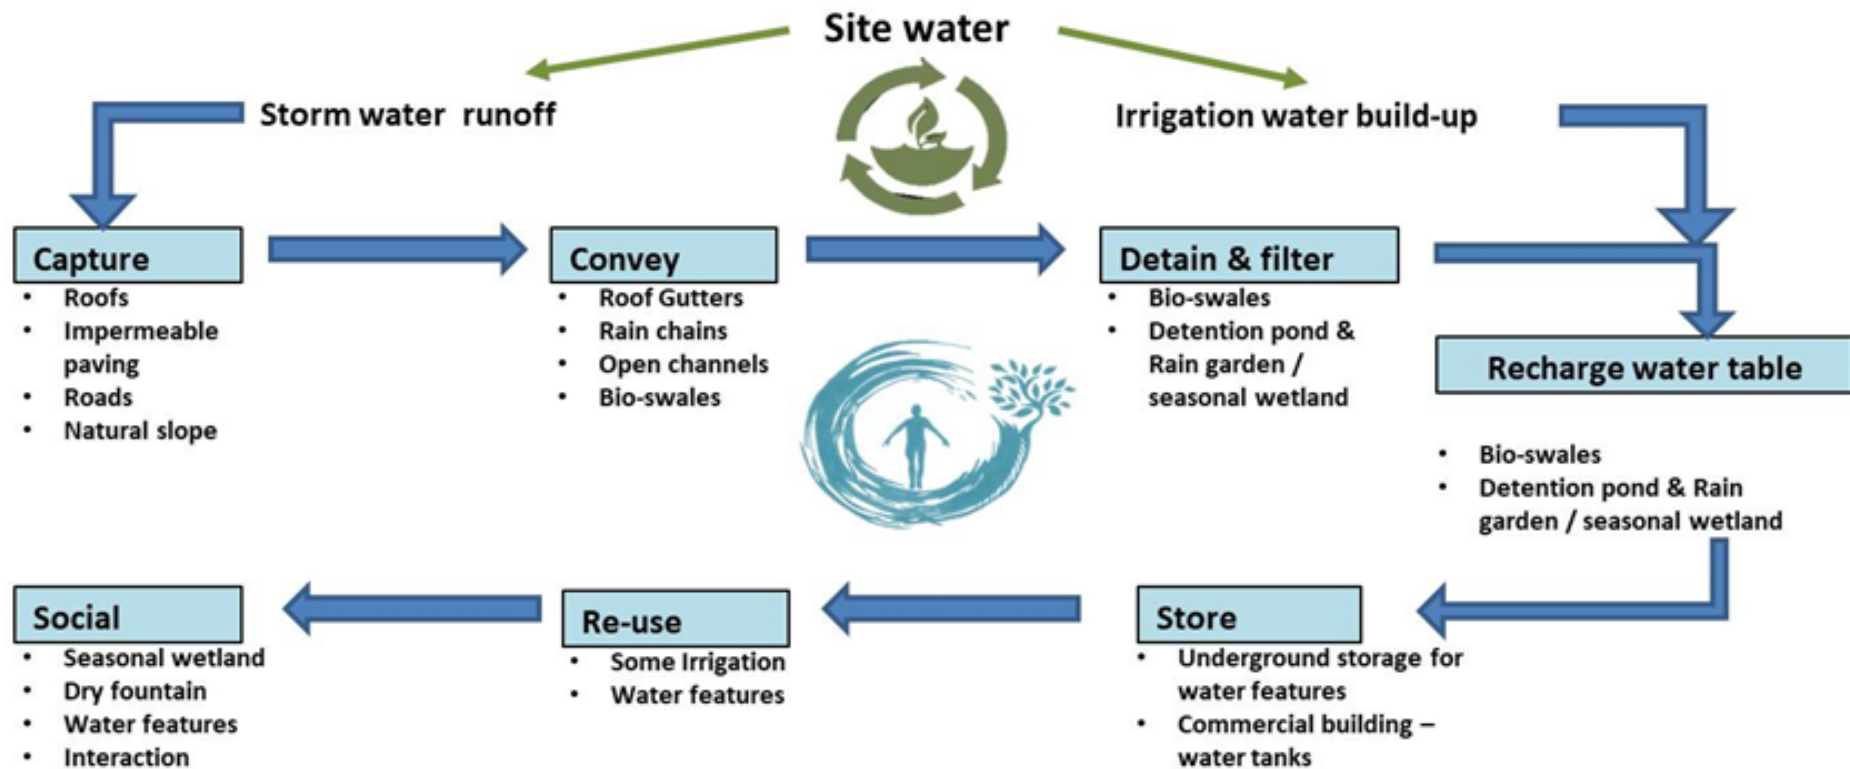 Site water
Storm water runoff
Irrigation water build-up
Capture
• Roofs
• Impermeable
paving
• Roads
• Natural slope
Convey
• Roof Gutters
• Rain chains
• Open channels
• Bio-swales
Detain & filter
• Bio-swales
• Detention pond &
Rain garden /
seasonal wetland
Recharge water table
• Bio-swales
• Detention pond & Rain
garden / seasonal wetland
Store
• Underground storage for
water features
• Commercial building –
water tanks
Re-use
• Some Irrigation
• Water features
Social
• Seasonal wetland
• Dry fountain
• Water features
• Interaction